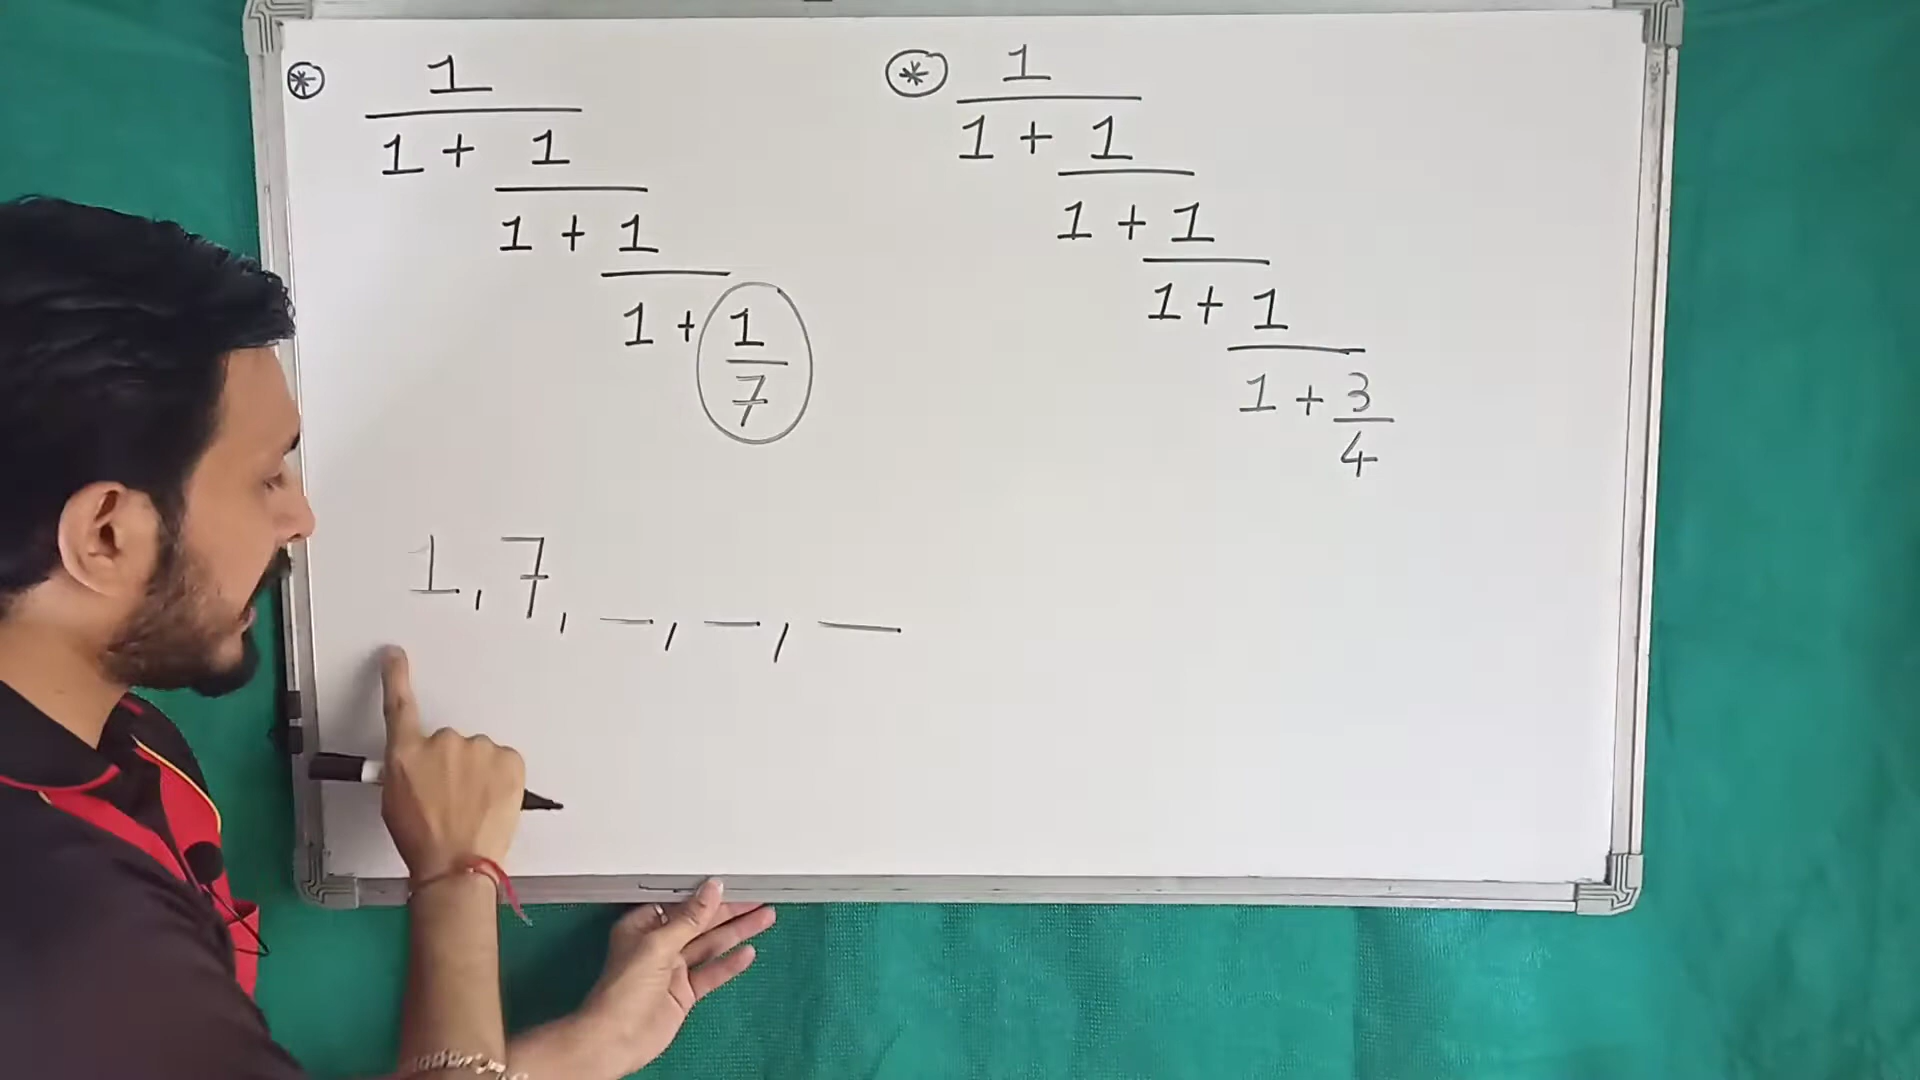 ⊛ 1
1 + 1
1 + 1
1 + 1
7
1, 7, _, _, _
⊛ 1
1 + 1
1 + 1
1 + 1
1 + 3
4